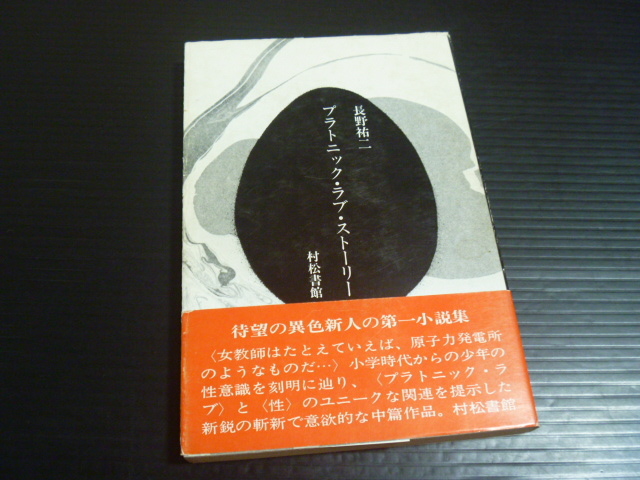 長野祐二
プラトニック・ラブ・ストーリー
村松書館
待望の異色新人の第一小説集
〈女教師はたとえていえば、原子力発電所
のようなものだ…〉小学時代からの少年の
性意識を刻明に辿り、〈プラトニック・ラ
ブ〉と〈性〉のユニークな関連を提示した
新鋭の斬新で意欲的な中篇作品。村松書館